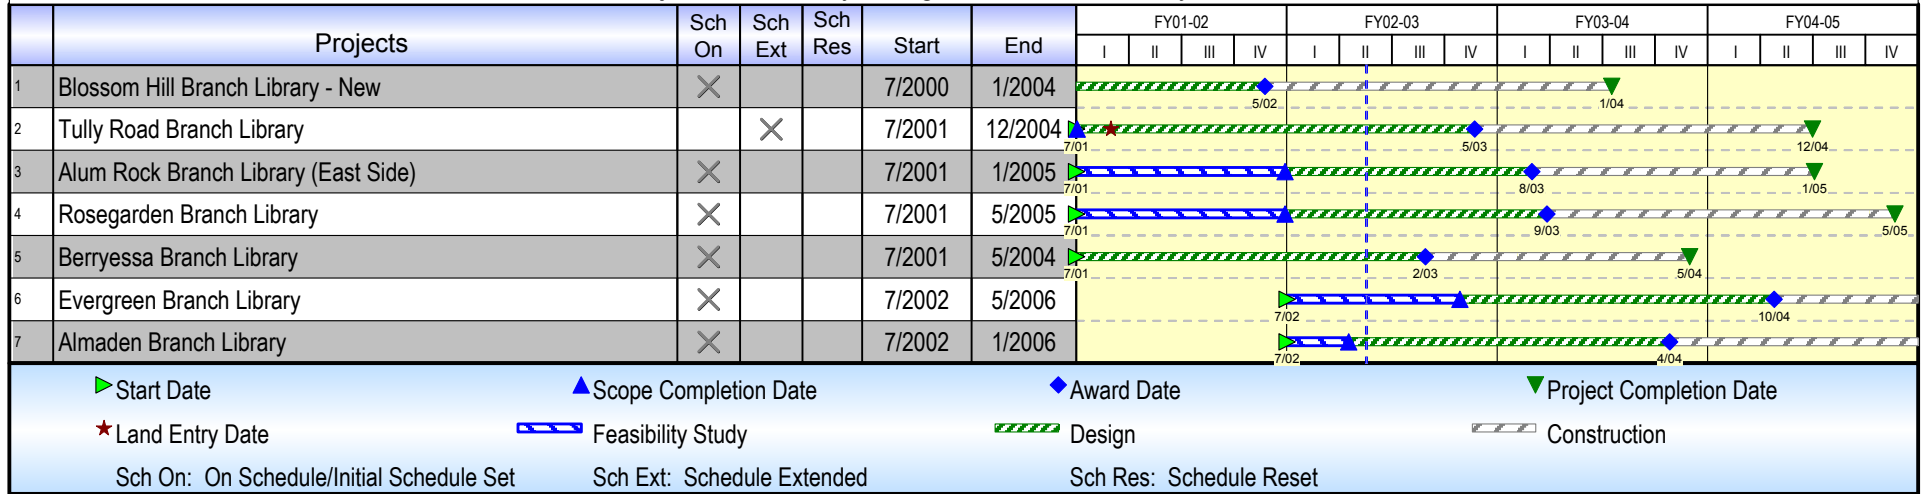 Projects Sch On Sch Ext Sch Res Start End FY01-02 FY02-03 FY03-04 FY04-05
I II III IV I II III IV I II III IV I II III IV
1 Blossom Hill Branch Library - New 7/2000 1/2004
5/02 1/04
2 Tully Road Branch Library 7/2001 12/2004
7/01 5/03 12/04
3 Alum Rock Branch Library (East Side) 7/2001 1/2005
7/01 8/03 1/05
4 Rosegarden Branch Library 7/2001 5/2005
7/01 9/03 5/05
5 Berryessa Branch Library 7/2001 5/2004
7/01 2/03 5/04
6 Evergreen Branch Library 7/2002 5/2006
7/02 10/04
7 Almaden Branch Library 7/2002 1/2006
7/02 4/04
Start Date Scope Completion Date Award Date Project Completion Date
Land Entry Date Feasibility Study Design Construction
Sch On: On Schedule/Initial Schedule Set Sch Ext: Schedule Extended Sch Res: Schedule Reset